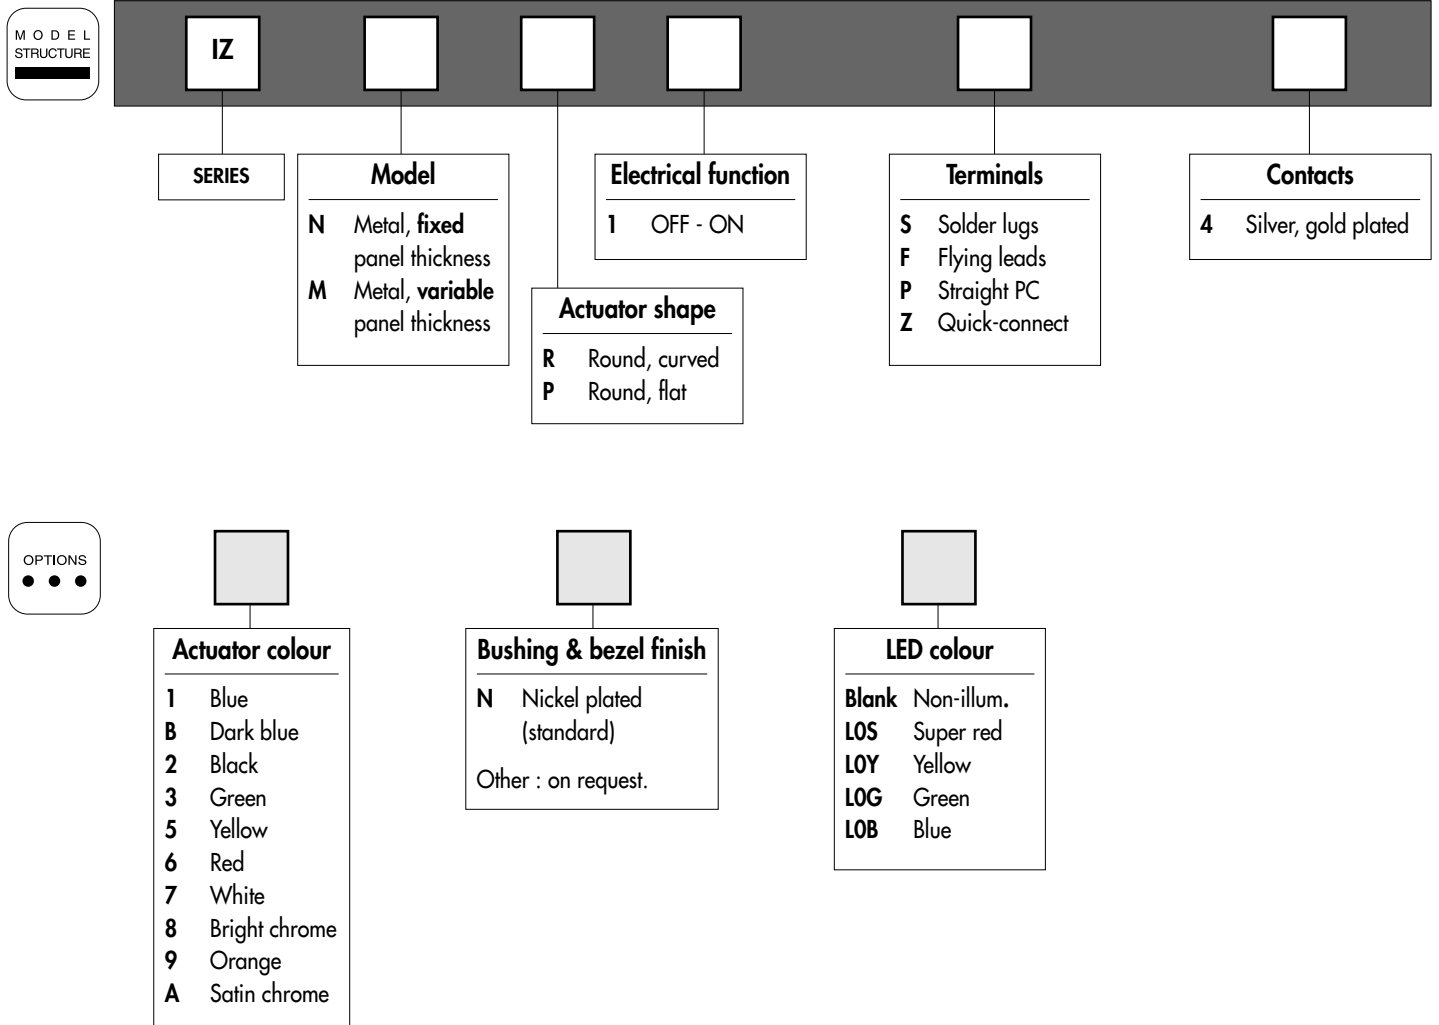 MODEL
STRUCTURE
IZ
SERIES
Model
N Metal, fixed
panel thickness
M Metal, variable
panel thickness
Actuator shape
R Round, curved
P Round, flat
Electrical function
1 OFF - ON
Terminals
S Solder lugs
F Flying leads
P Straight PC
Z Quick-connect
Contacts
4 Silver, gold plated
OPTIONS
Actuator colour
1 Blue
B Dark blue
2 Black
3 Green
5 Yellow
6 Red
7 White
8 Bright chrome
9 Orange
A Satin chrome
Bushing & bezel finish
N Nickel plated
(standard)
Other : on request.
LED colour
Blank Non-illum.
L0S Super red
L0Y Yellow
L0G Green
L0B Blue